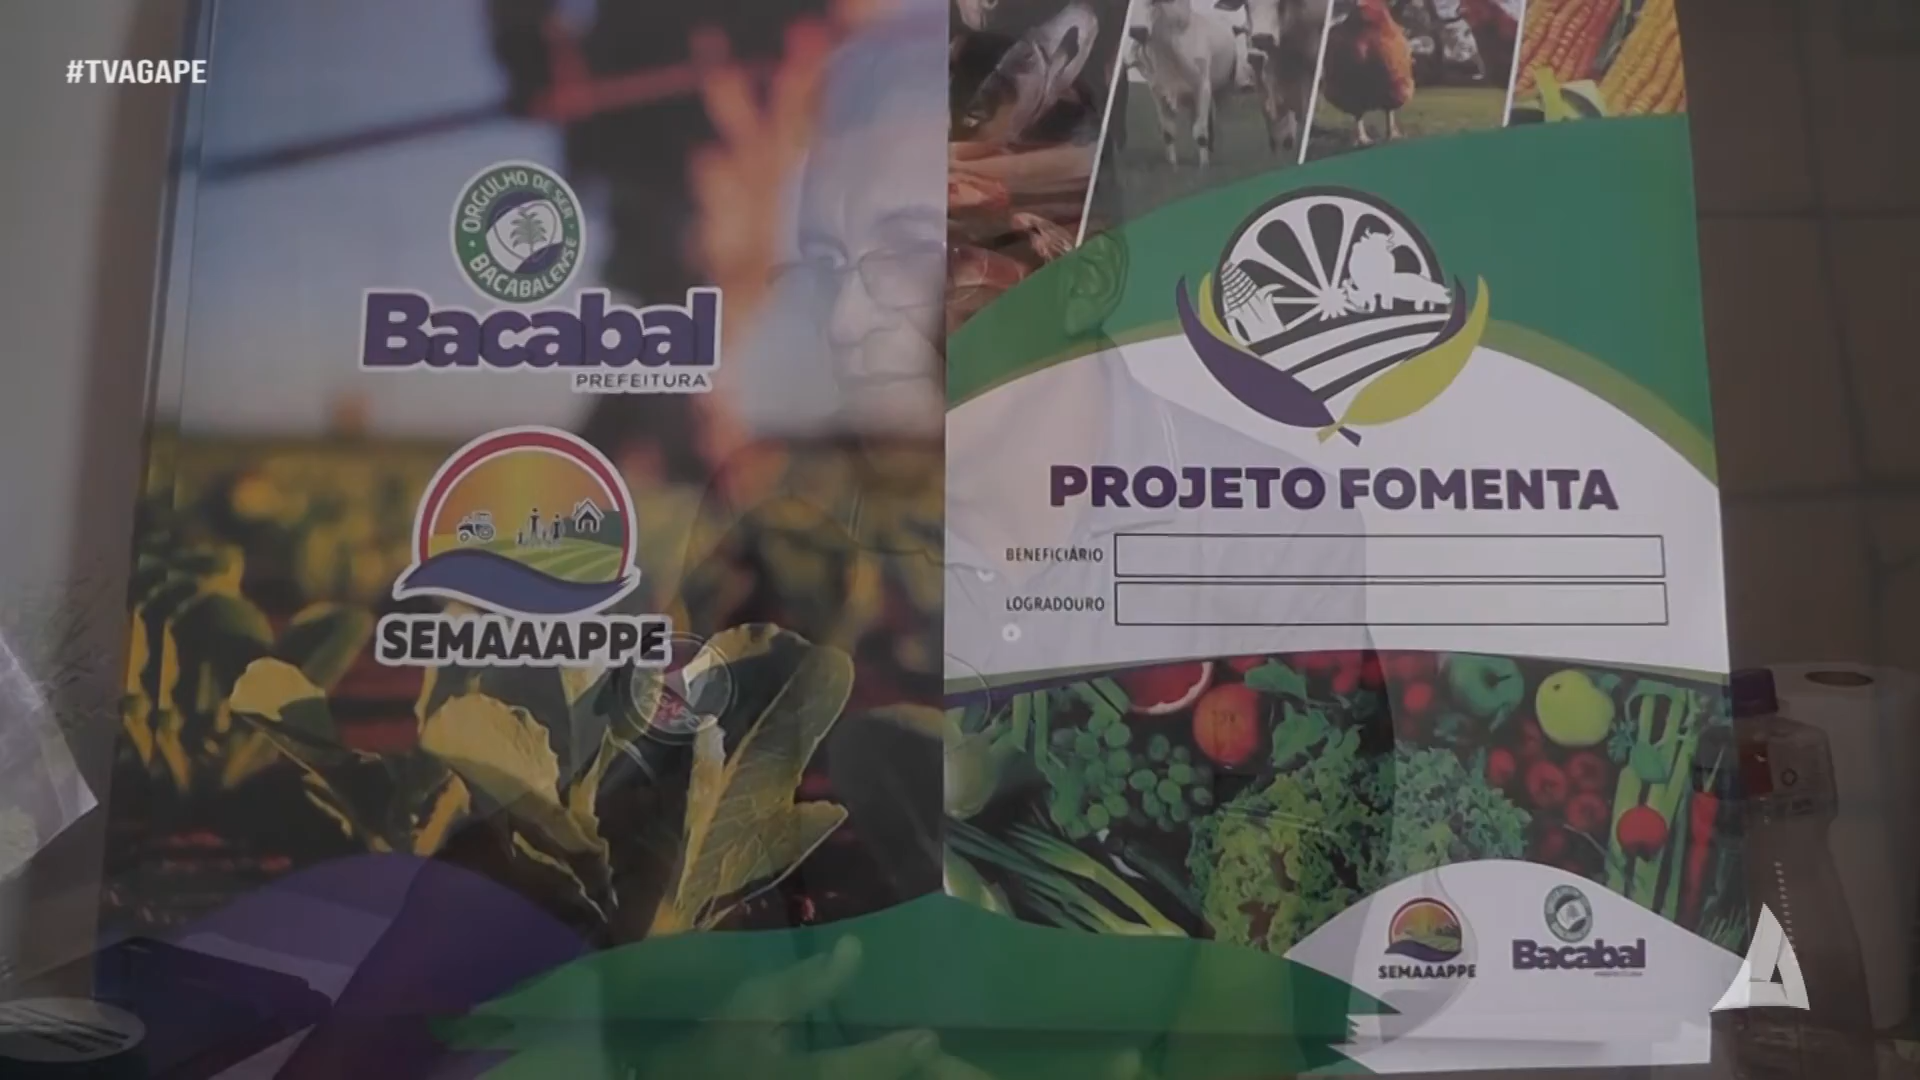 #TVAGAPE
ORGULHO DE SER
BACABALENSE
Bacabal
PREFEITURA
SEMAAAPPE
PROJETO FOMENTA
BENEFICIÁRIO
LOGRADOURO
SEMAAAPPE
Bacabal